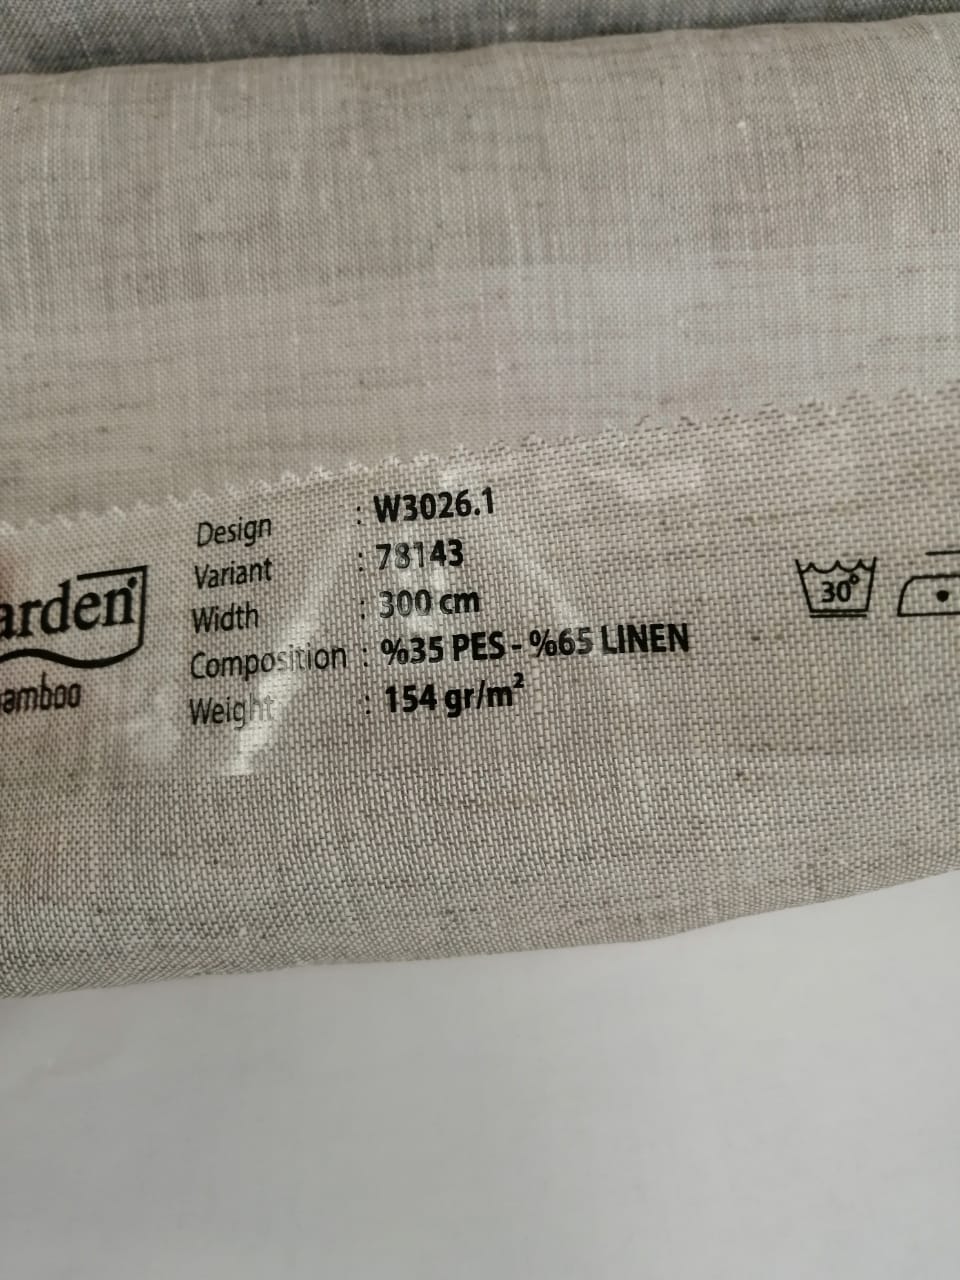 arden
amboo
Design : W3026.1
Variant : 78143
Width : 300 cm
Composition : %35 PES - %65 LINEN
Weight : 154 gr/m²
30°